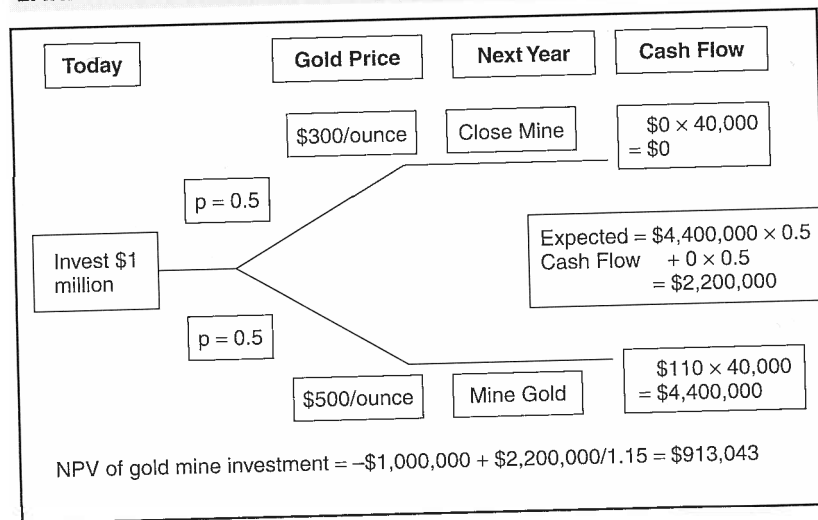 Today
Gold Price
Next Year
Cash Flow
$300/ounce
Close Mine
$0 × 40,000
= $0
p = 0.5
Invest $1
million
Expected = $4,400,000 × 0.5
Cash Flow + 0 × 0.5
= $2,200,000
p = 0.5
$500/ounce
Mine Gold
$110 × 40,000
= $4,400,000
NPV of gold mine investment = –$1,000,000 + $2,200,000/1.15 = $913,043